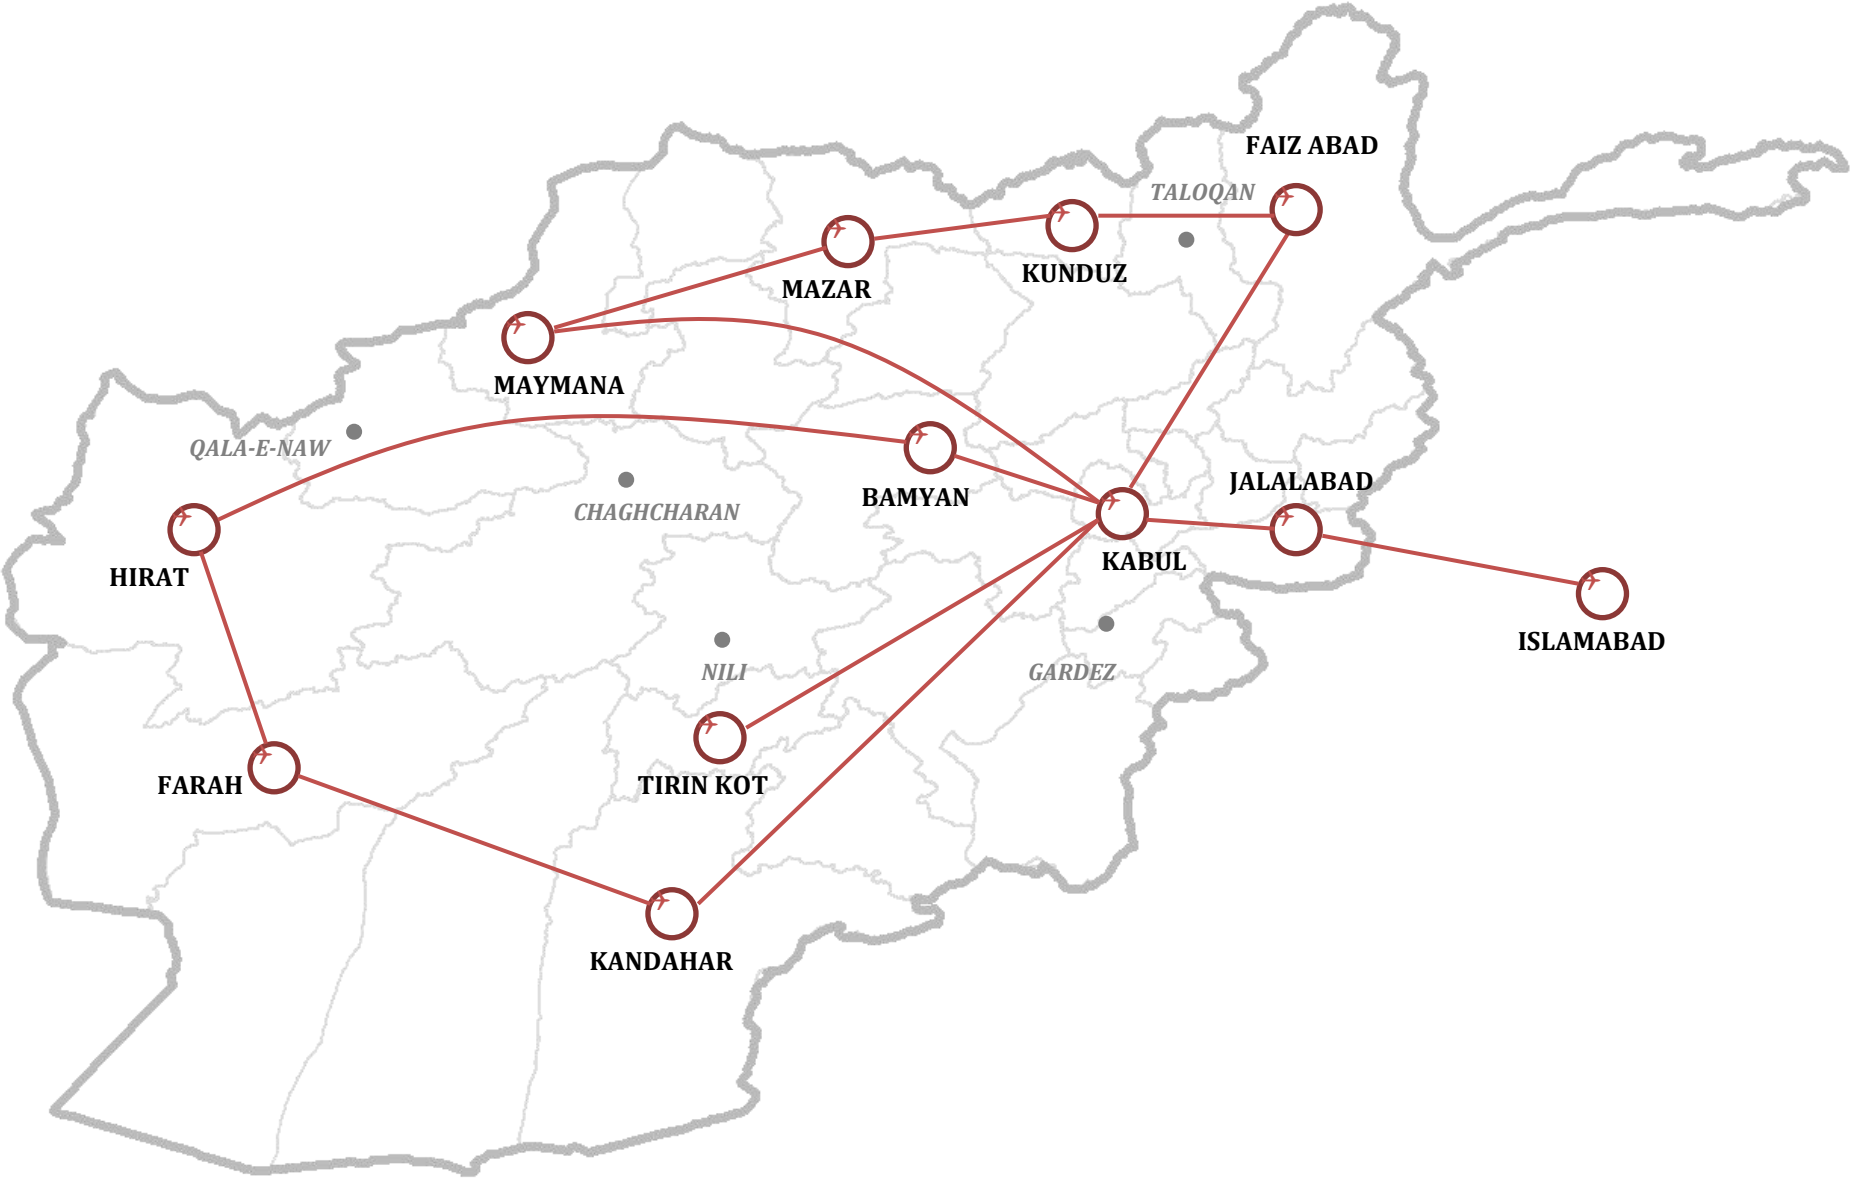 FAIZ ABAD
TALOQAN
KUNDUZ
MAZAR
MAYMANA
QALA-E-NAW
JALALABAD
BAMYAN
CHAGHCHARAN
KABUL
HIRAT
ISLAMABAD
NILI
GARDEZ
FARAH
TIRIN KOT
KANDAHAR